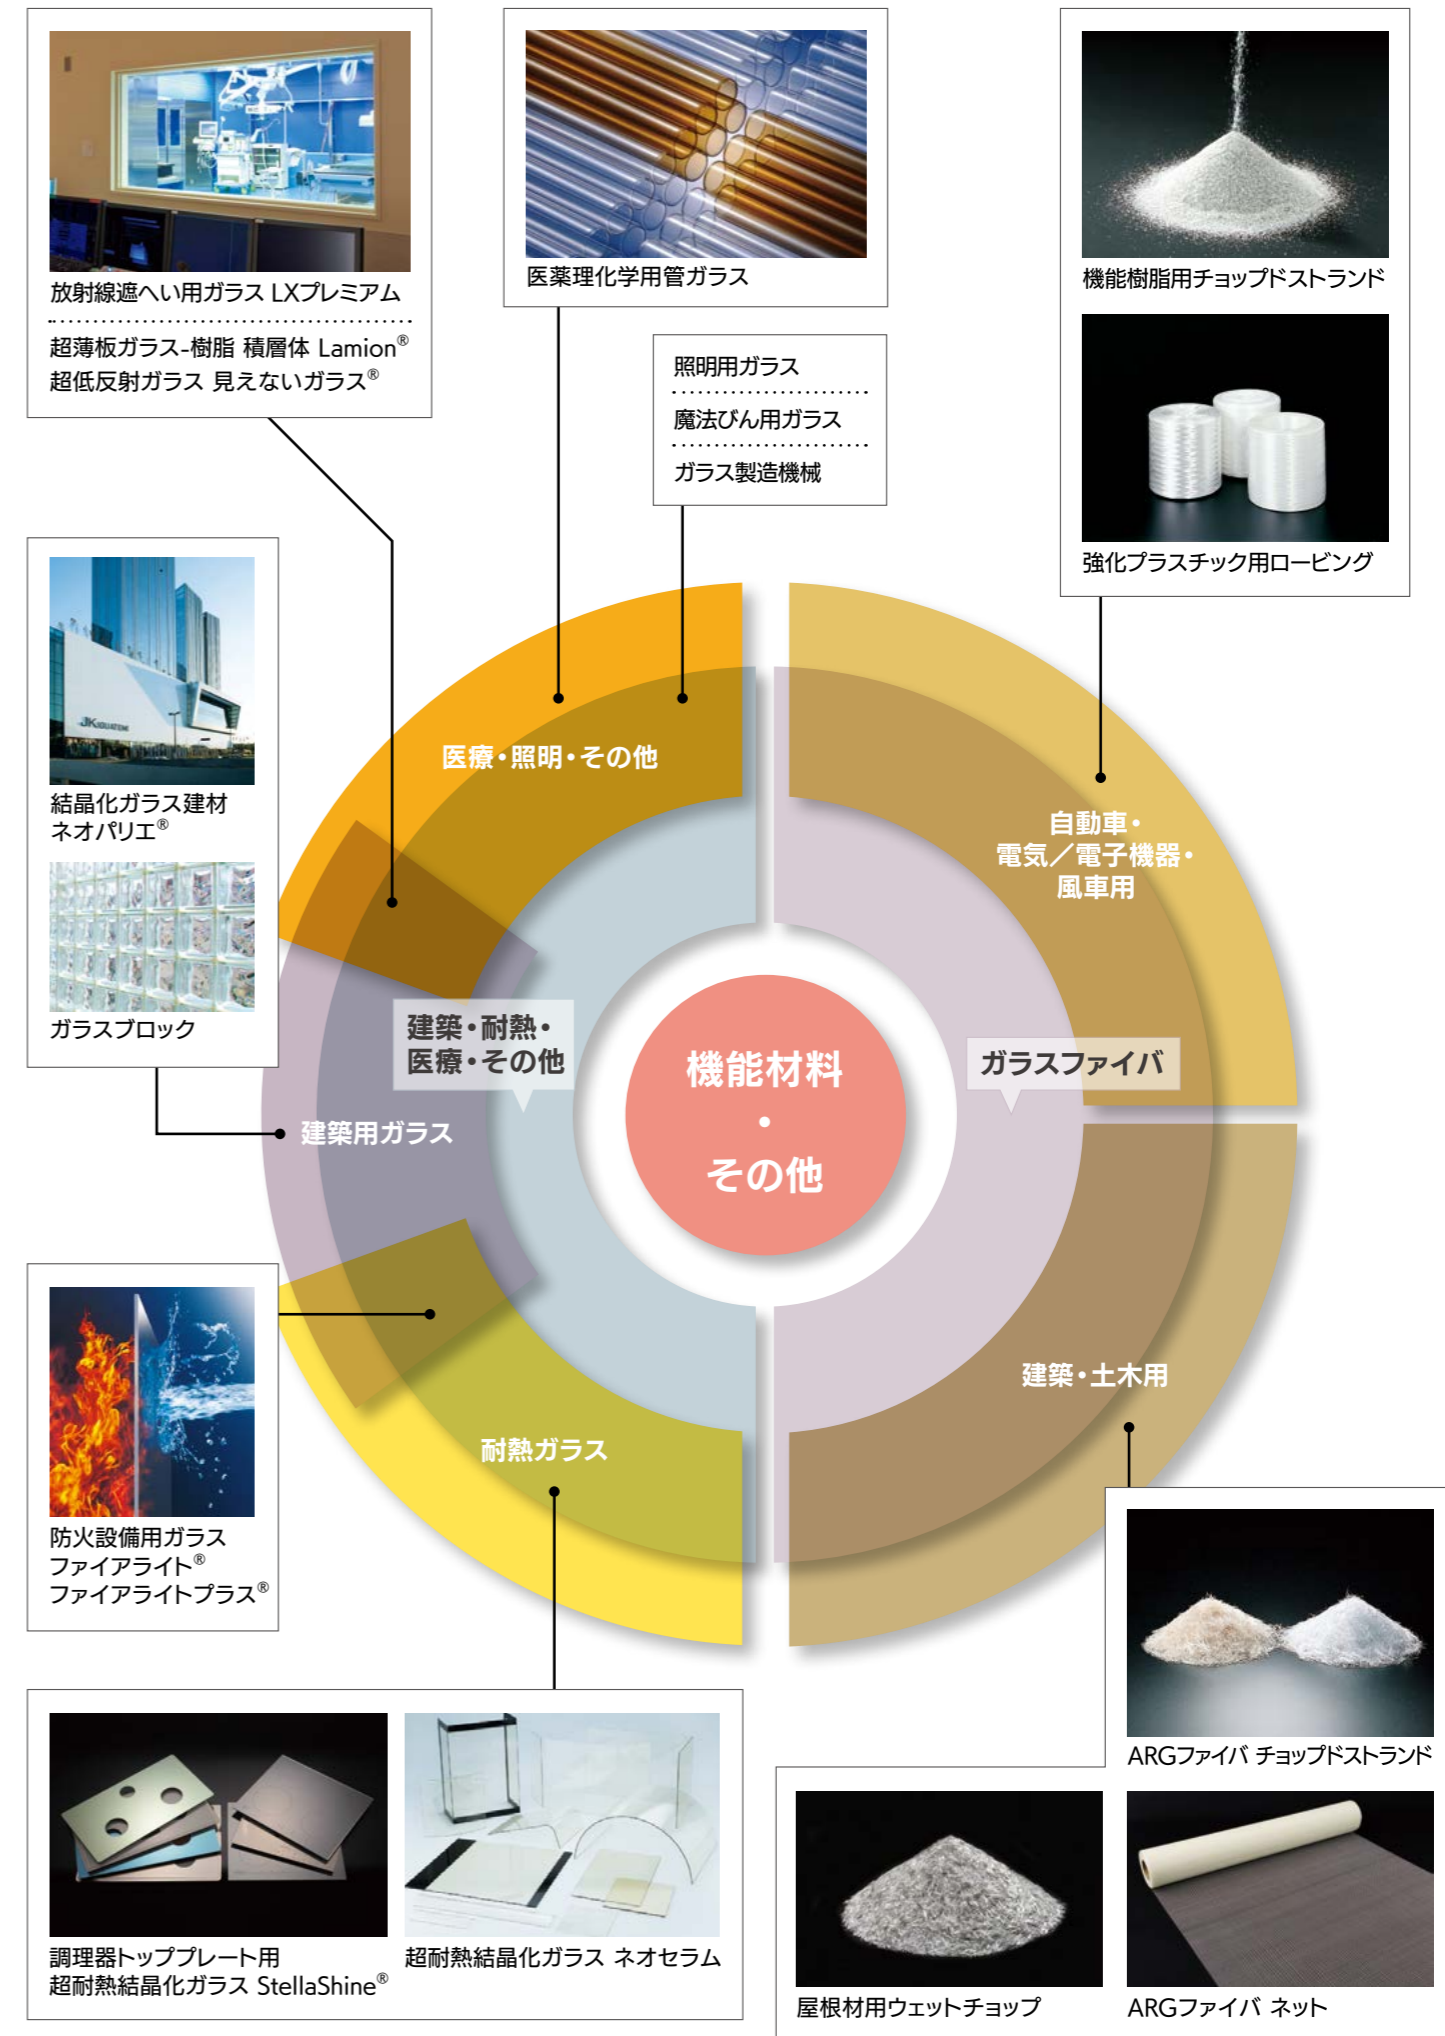 放射線遮へい用ガラス LXプレミアム
超薄板ガラス-樹脂 積層体 Lamion®
超低反射ガラス 見えないガラス®
医薬理化学用管ガラス
照明用ガラス
魔法びん用ガラス
ガラス製造機械
機能樹脂用チョップドストランド
強化プラスチック用ロービング
JK IGUATEMI
結晶化ガラス建材
ネオパリエ®
ガラスブロック
医療・照明・その他
自動車・
電気／電子機器・
風車用
建築・耐熱・
医療・その他
機能材料
・
その他
ガラスファイバ
建築用ガラス
建築・土木用
耐熱ガラス
防火設備用ガラス
ファイアライト®
ファイアライトプラス®
調理器トッププレート用
超耐熱結晶化ガラス StellaShine®
超耐熱結晶化ガラス ネオセラム
ARGファイバ チョップドストランド
屋根材用ウェットチョップ
ARGファイバ ネット